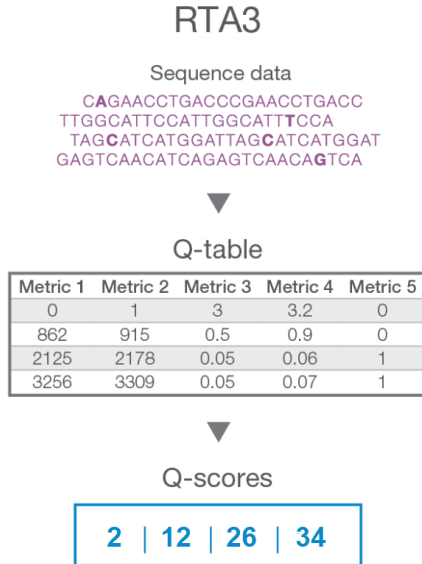 RTA3
Sequence data
CAGAACCTGACCCGAACCTGACC
TTGGCATTCCATTGGCATTTCCA
TAGCATCATGGATTAGCATCATGGAT
GAGTCAACATCAGAGTCAACAGTCA
Q-table
Metric 1 Metric 2 Metric 3 Metric 4 Metric 5
0 1 3 3.2 0
862 915 0.5 0.9 0
2125 2178 0.05 0.06 1
3256 3309 0.05 0.07 1
Q-scores
2 | 12 | 26 | 34